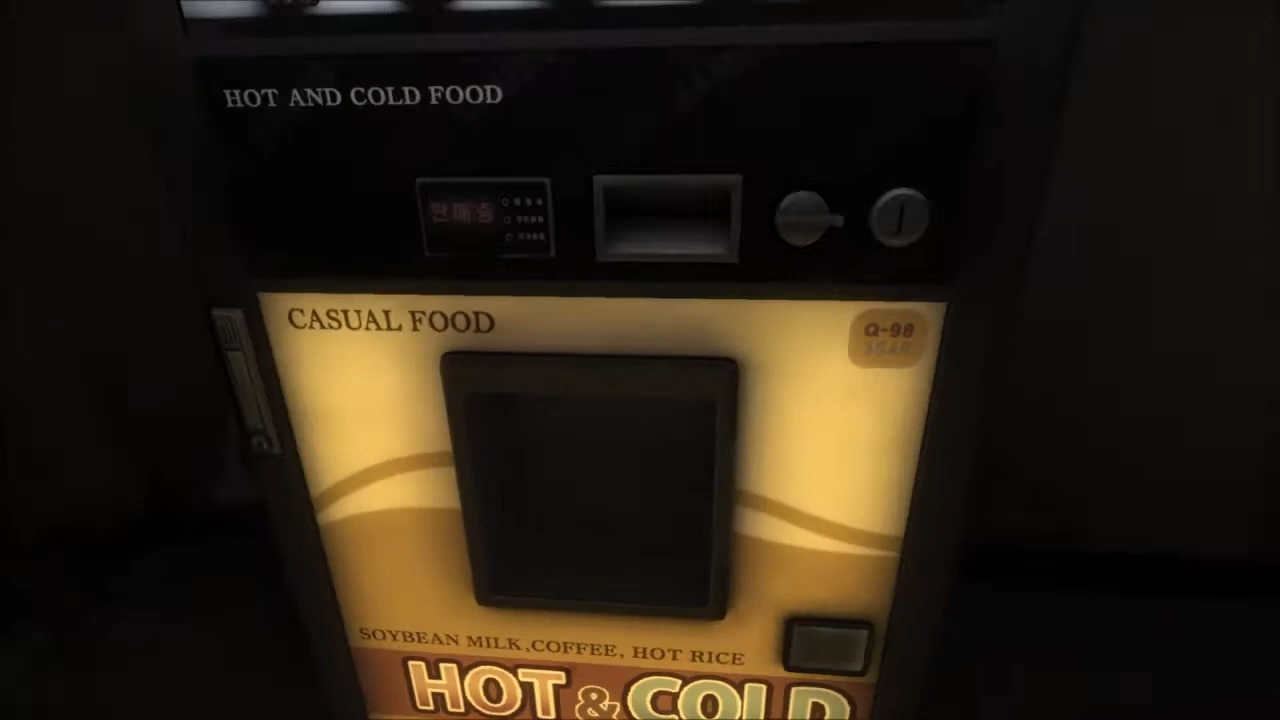 HOT AND COLD FOOD
판매중
CASUAL FOOD
Q-98
SOYBEAN MILK,COFFEE, HOT RICE
HOT & COLD